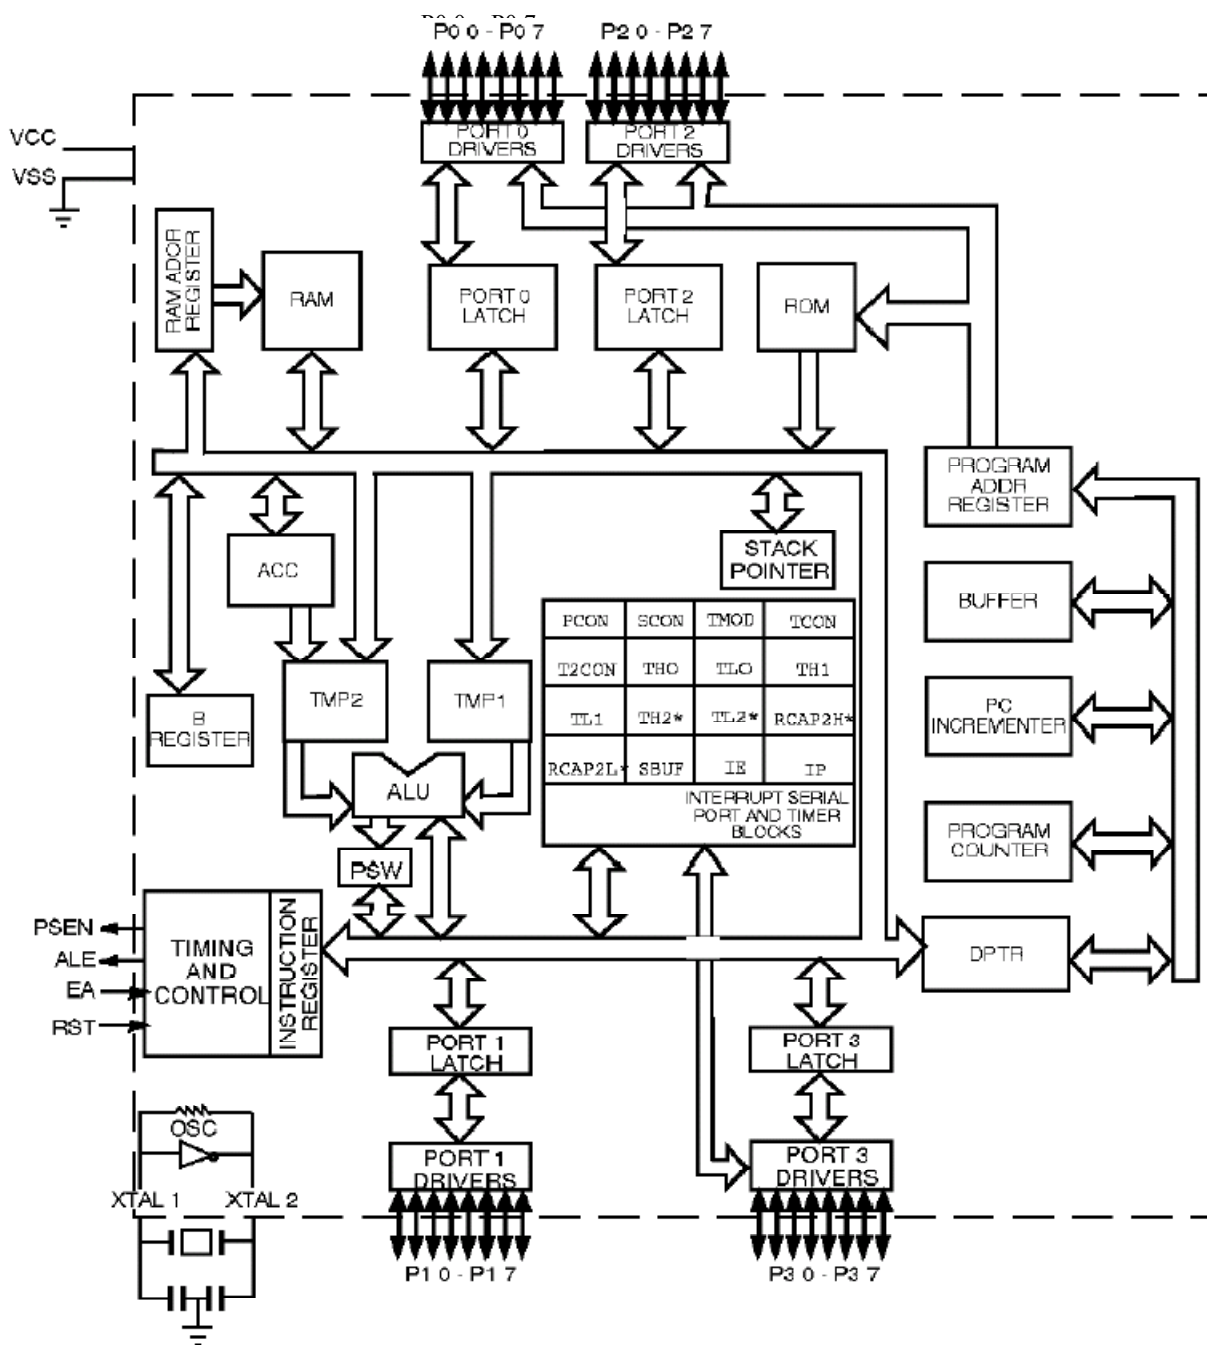 P0 0 - P0 7
P2 0 - P2 7
VCC
VSS
PORT 0
DRIVERS
PORT 2
DRIVERS
RAM ADDR
REGISTER
RAM
PORT 0
LATCH
PORT 2
LATCH
ROM
PROGRAM
ADDR
REGISTER
STACK
POINTER
ACC
BUFFER
PCON SCON TMOD TCON
T2CON TH0 TL0 TH1
TL1 TH2* TL2* RCAP2H*
RCAP2L* SBUF IE IP
INTERRUPT SERIAL
PORT AND TIMER
BLOCKS
B
REGISTER
TMP2
TMP1
PC
INCREMENTER
ALU
PSW
PROGRAM
COUNTER
PSEN
ALE
EA
RST
TIMING
AND
CONTROL
INSTRUCTION
REGISTER
DPTR
PORT 1
LATCH
PORT 3
LATCH
OSC
PORT 1
DRIVERS
PORT 3
DRIVERS
XTAL 1
XTAL 2
P1 0 - P1 7
P3 0 - P3 7